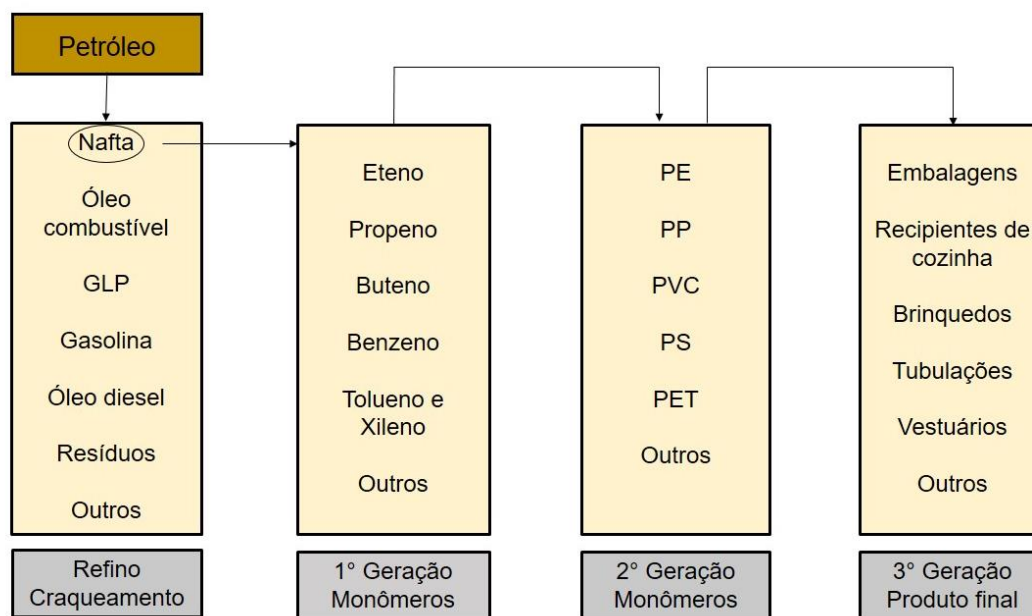 Petróleo
Nafta
Óleo
combustível
GLP
Gasolina
Óleo diesel
Resíduos
Outros
Refino
Craqueamento
Eteno
Propeno
Buteno
Benzeno
Tolueno e
Xileno
Outros
1° Geração
Monômeros
PE
PP
PVC
PS
PET
Outros
2° Geração
Monômeros
Embalagens
Recipientes de
cozinha
Brinquedos
Tubulações
Vestuários
Outros
3° Geração
Produto final